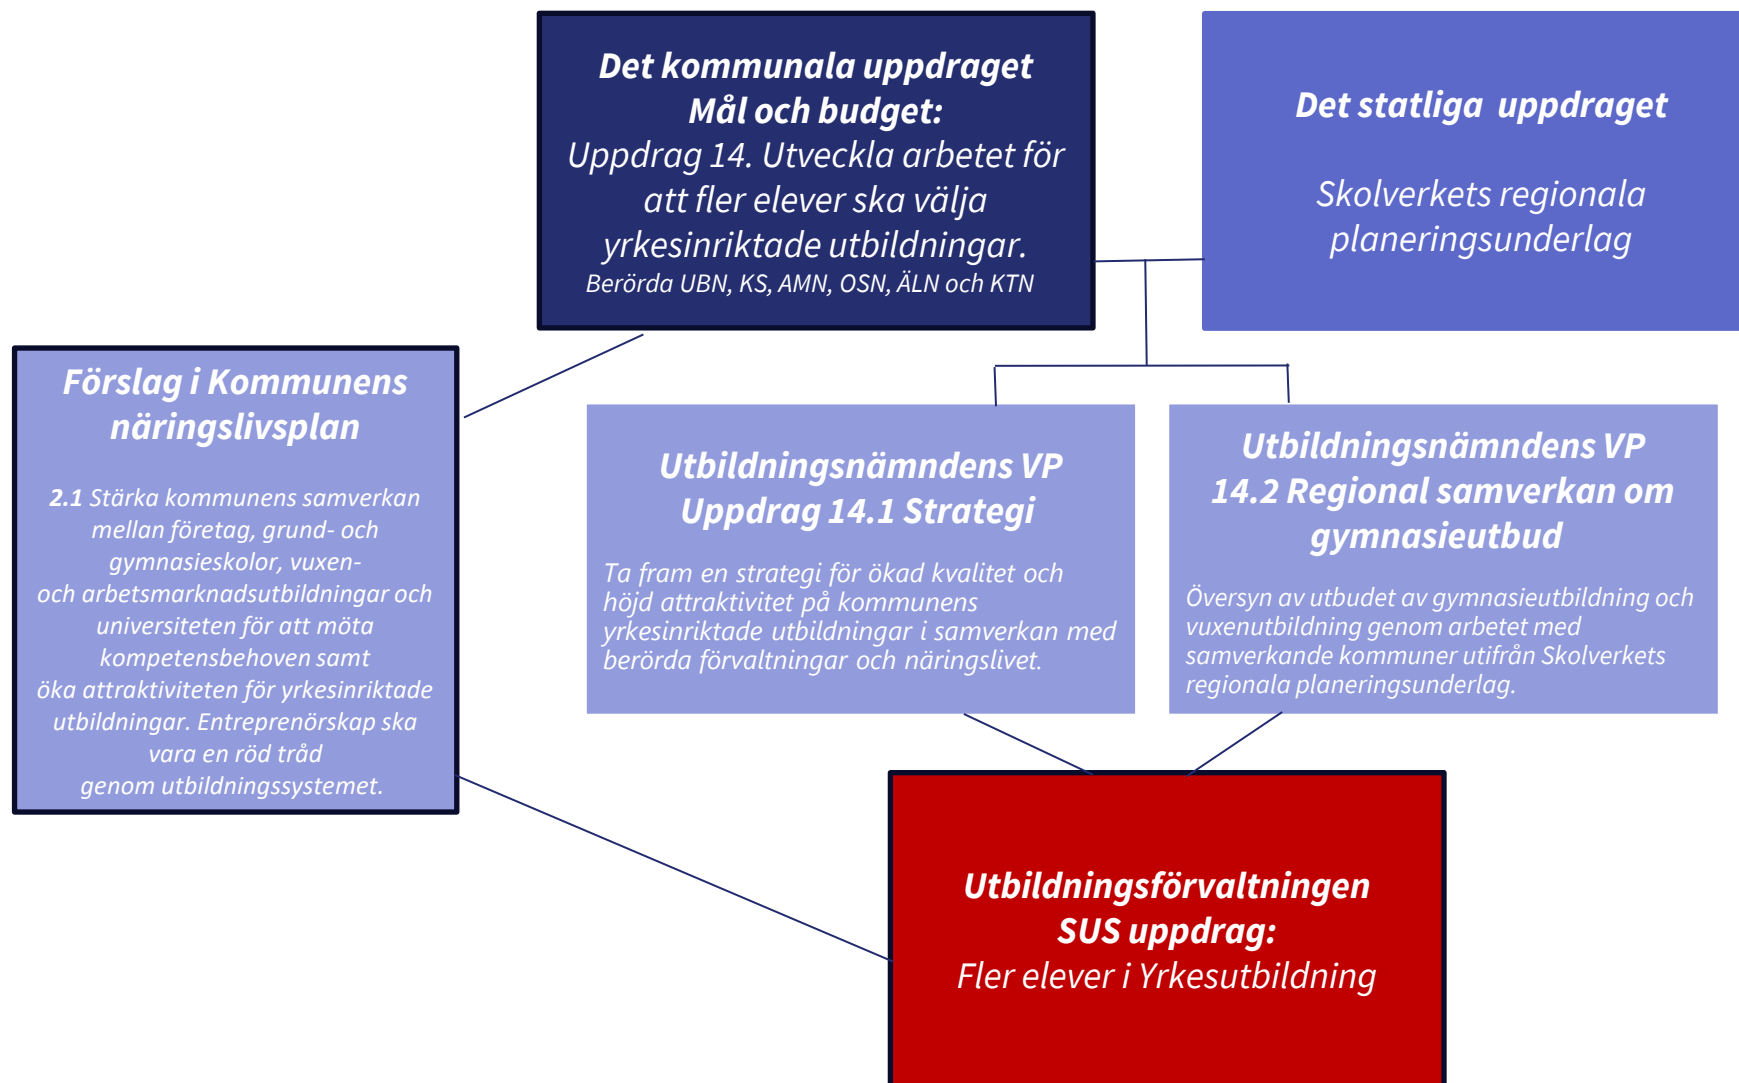 Det kommunala uppdraget
Mål och budget:
Uppdrag 14. Utveckla arbetet för
att fler elever ska välja
yrkesinriktade utbildningar.
Berörda UBN, KS, AMN, OSN, ÄLN och KTN
Det statliga uppdraget
Skolverkets regionala
planeringsunderlag
Förslag i Kommunens
näringslivsplan
2.1 Stärka kommunens samverkan
mellan företag, grund- och
gymnasieskolor, vuxen-
och arbetsmarknadsutbildningar och
universiteten för att möta
kompetensbehoven samt
öka attraktiviteten för yrkesinriktade
utbildningar. Entreprenörskap ska
vara en röd tråd
genom utbildningssystemet.
Utbildningsnämndens VP
Uppdrag 14.1 Strategi
Ta fram en strategi för ökad kvalitet och
höjd attraktivitet på kommunens
yrkesinriktade utbildningar i samverkan med
berörda förvaltningar och näringslivet.
Utbildningsnämndens VP
14.2 Regional samverkan om
gymnasieutbud
Översyn av utbudet av gymnasieutbildning och
vuxenutbildning genom arbetet med
samverkande kommuner utifrån Skolverkets
regionala planeringsunderlag.
Utbildningsförvaltningen
SUS uppdrag:
Fler elever i Yrkesutbildning